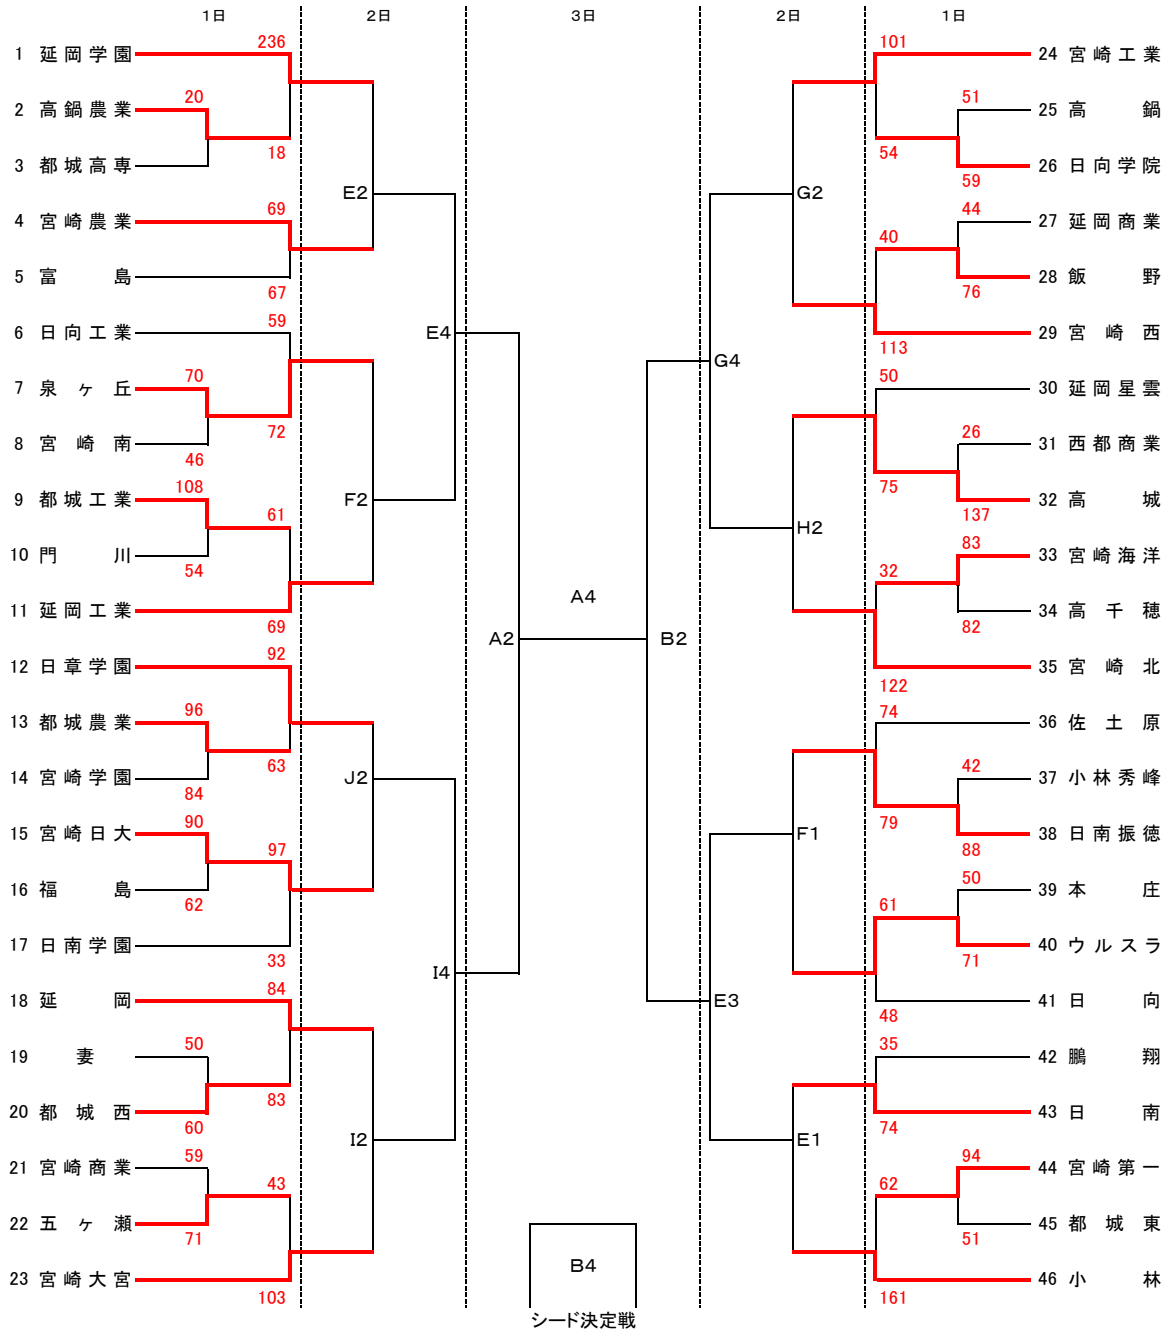 1日 2日 3日 2日 1日
1 延岡学園 236 101 24 宮崎工業
2 高鍋農業 20 51 25 高鍋
3 都城高専 18 54 59 26 日向学院
E2 G2
4 宮崎農業 69 44 27 延岡商業
5 富島 67 40 76 28 飯野
6 日向工業 59 E4 113 29 宮崎西
G4
7 泉ヶ丘 70 50 30 延岡星雲
8 宮崎南 46 72 26 31 西都商業
9 都城工業 108 61 F2 75 137 32 高城
H2
10 門川 54 32 83 33 宮崎海洋
11 延岡工業 69 82 34 高千穂
A4
A2 B2
12 日章学園 92 122 35 宮崎北
13 都城農業 96 74 36 佐土原
14 宮崎学園 84 63 J2 42 37 小林秀峰
15 宮崎日大 90 97 F1 79 88 38 日南振徳
16 福島 62 50 39 本庄
17 日南学園 33 61 71 40 ウルスラ
I4
18 延岡 84 E3 48 41 日向
19 妻 50 35 42 鵬翔
20 都城西 60 83 74 43 日南
I2 E1
21 宮崎商業 59 94 44 宮崎第一
22 五ヶ瀬 71 43 62 51 45 都城東
23 宮崎大宮 103 161 46 小林
B4
シード決定戦